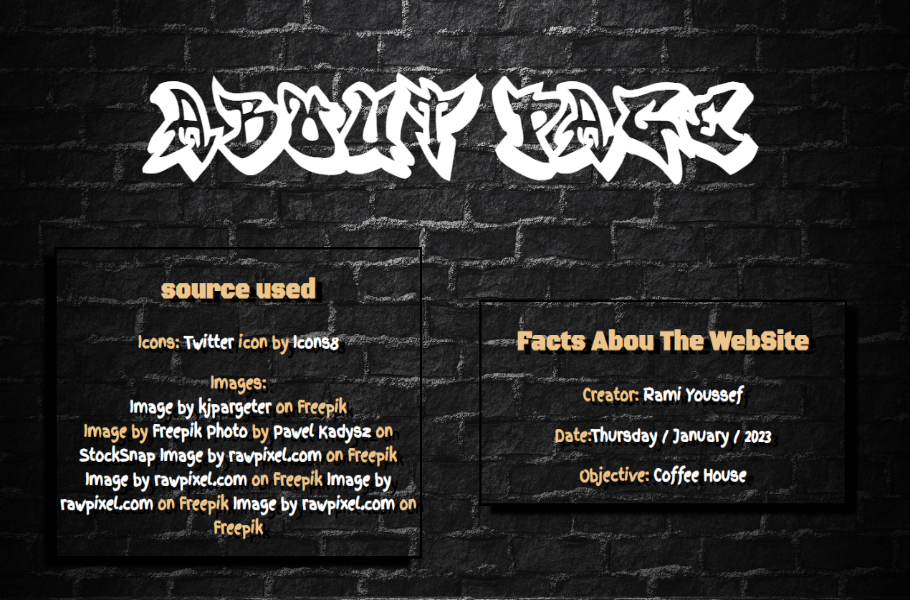 ABOUT PAGE
source used
Icons: Twitter icon by Icons8
Images:
Image by kjpargeter on Freepik
Image by Freepik Photo by Pawel Kadysz on
StockSnap Image by rawpixel.com on Freepik
Image by rawpixel.com on Freepik Image by
rawpixel.com on Freepik Image by rawpixel.com on
Freepik
Facts Abou The WebSite
Creator: Rami Youssef
Date:Thursday / January / 2023
Objective: Coffee House